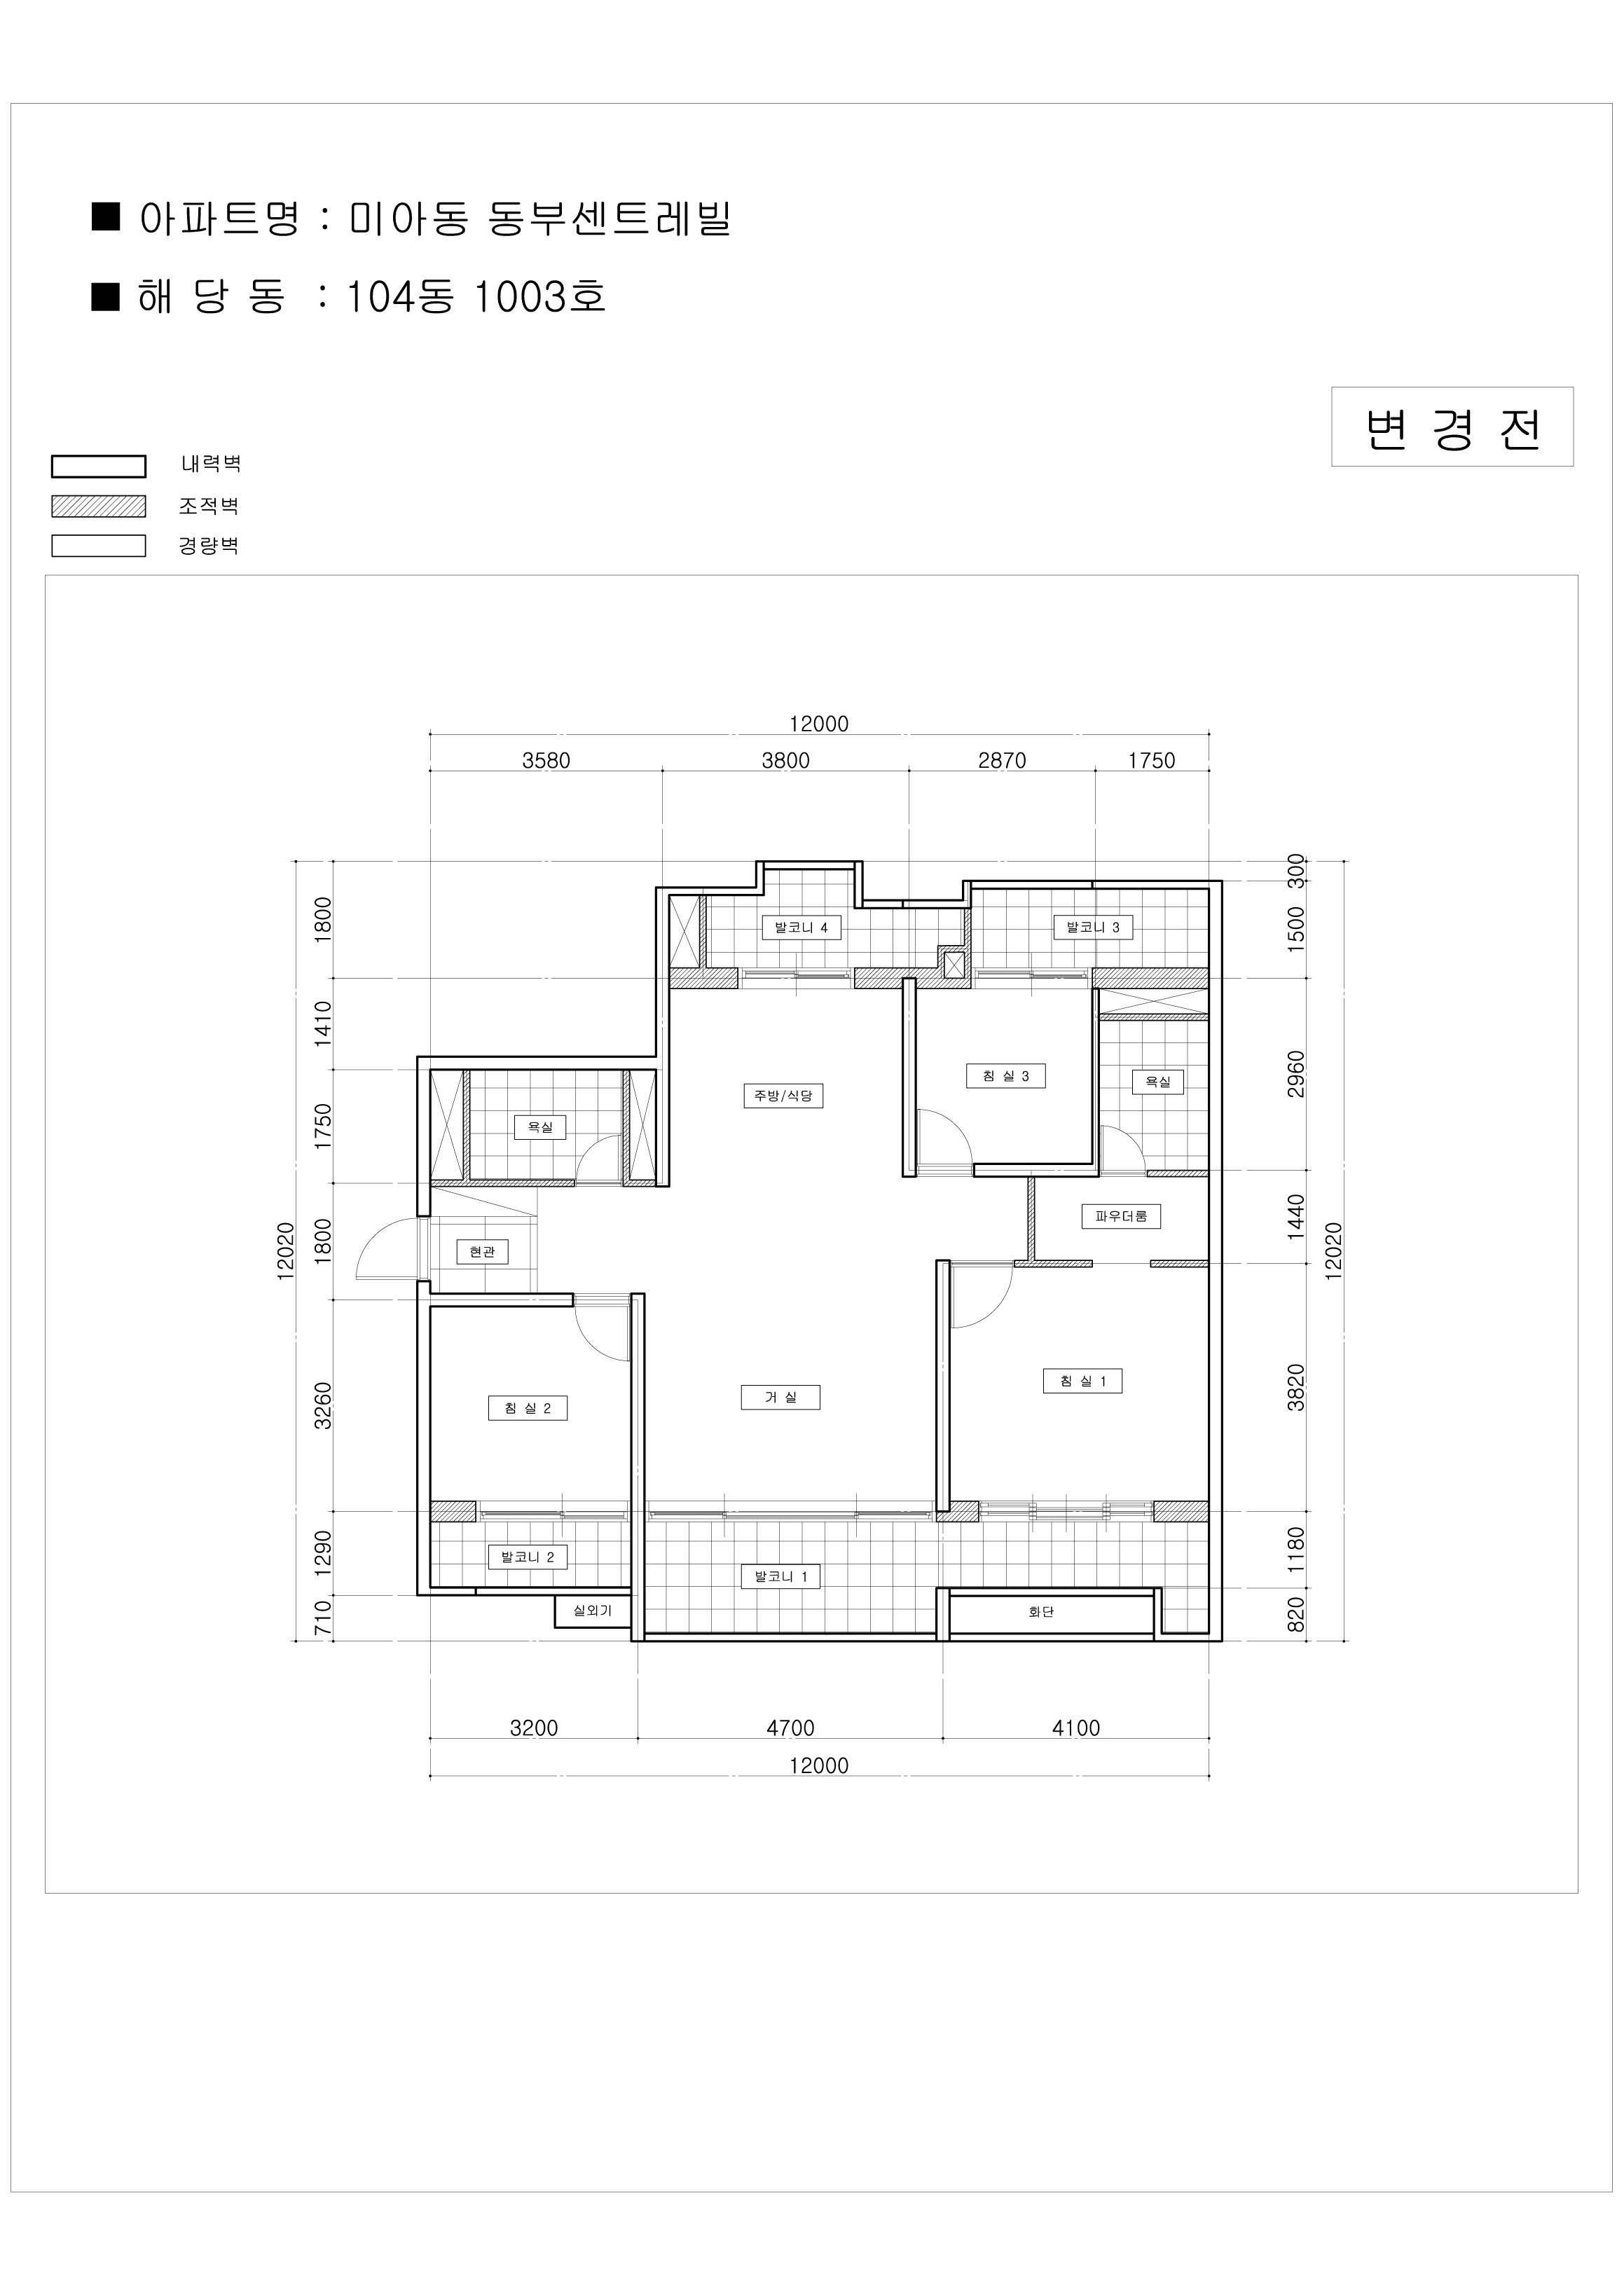 ■ 아파트명 : 미아동 동부센트레빌
■ 해 당 동 : 104동 1003호
변 경 전
내력벽
조적벽
경량벽
12000
3580 3800 2870 1750
1800
1410
1750
1800
3260
1290
710
12020
300
1500
2960
1440
3820
1180
820
12020
발코니 4
발코니 3
침 실 3
욕실
주방/식당
욕실
파우더룸
현관
침 실 1
거 실
침 실 2
발코니 2
발코니 1
실외기
화단
3200 4700 4100
12000